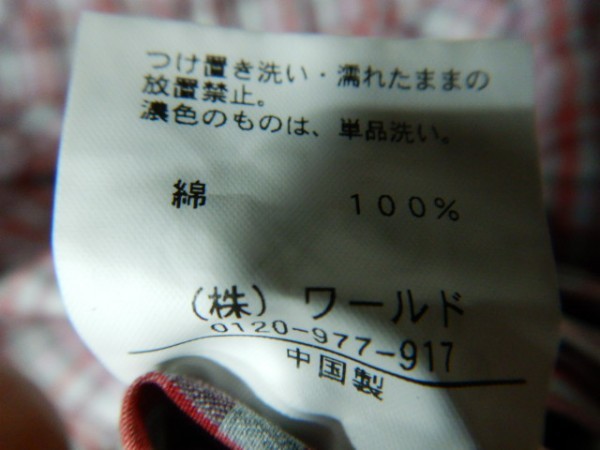 つけ置き洗い・濡れたままの
放置禁止。
濃色のものは、単品洗い。
綿 100%
(株) ワールド
0120-977-917
中国製